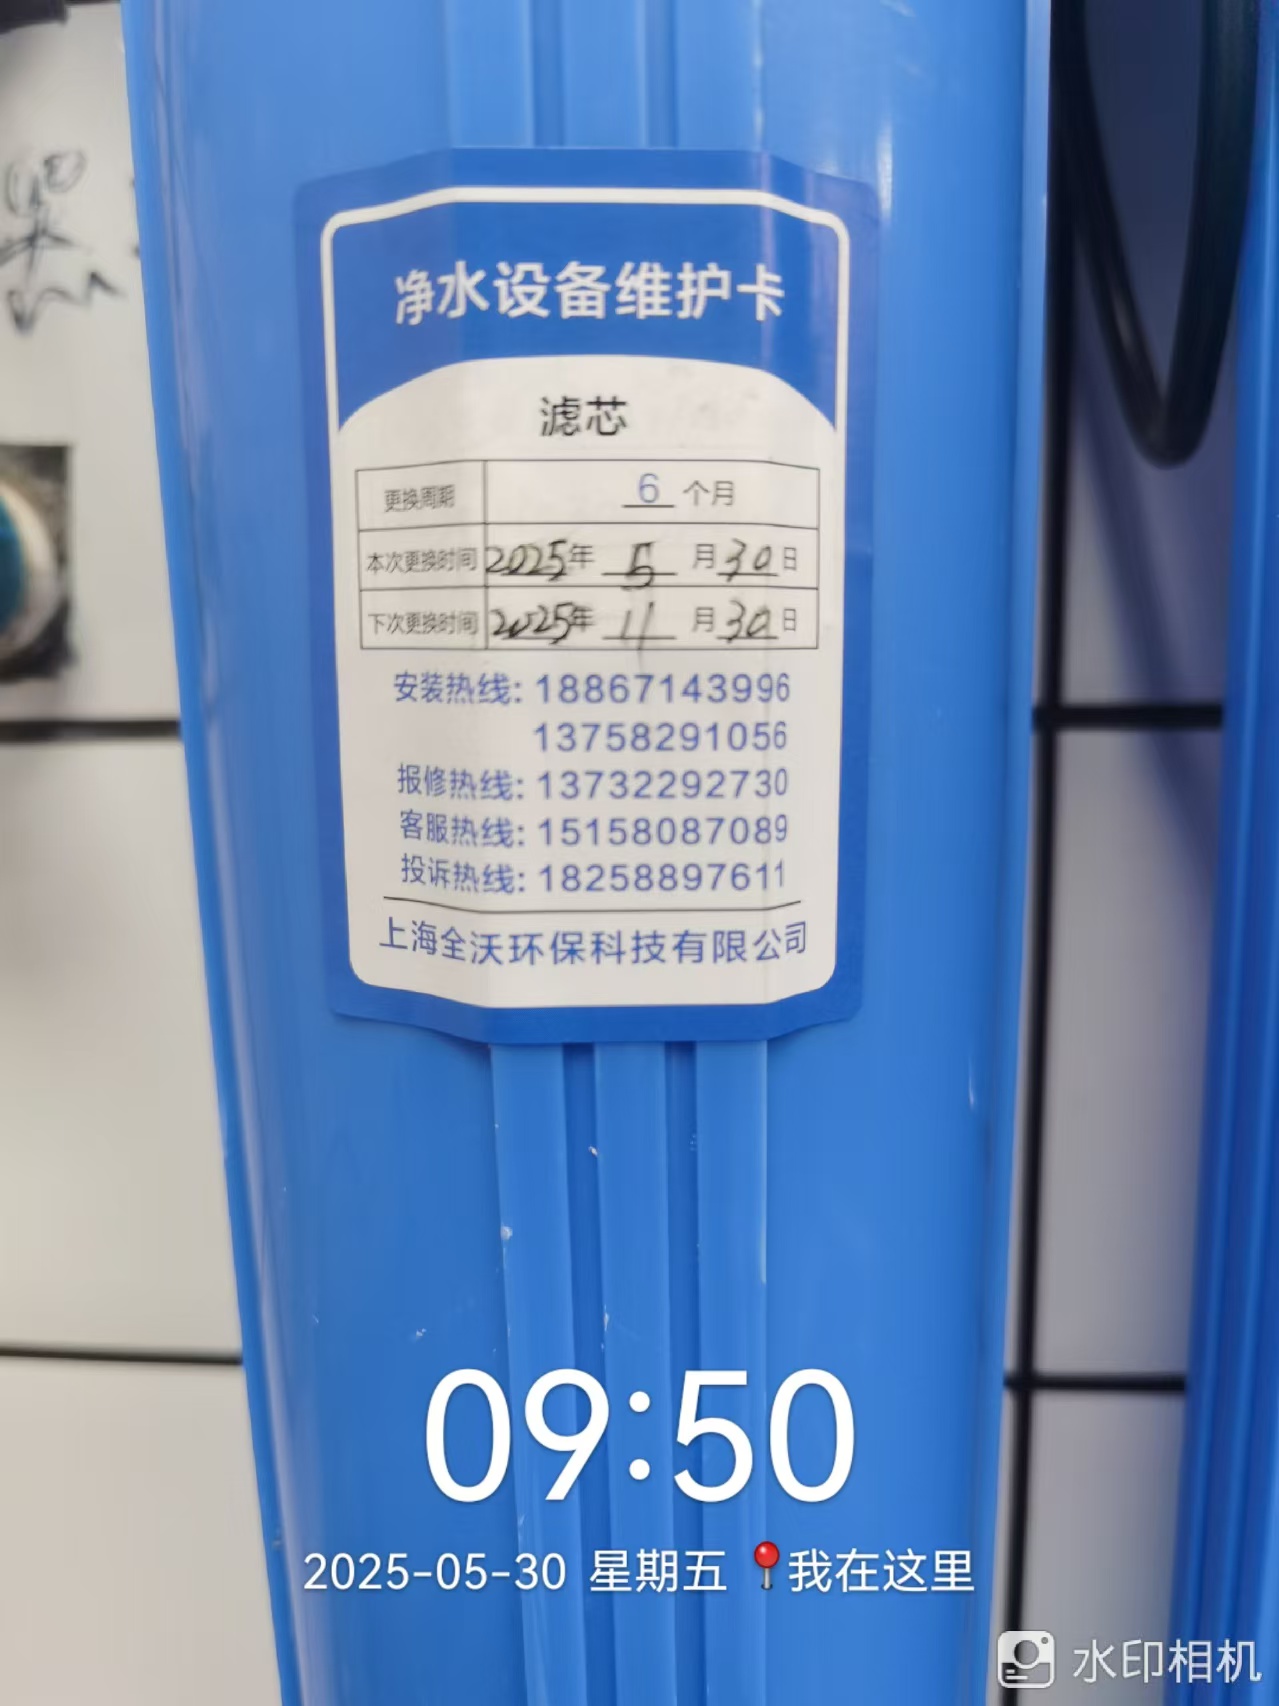 净水设备维护卡
滤芯
更换周期 6 个月
本次更换时间 2025年 5 月 30 日
下次更换时间 2025年 11 月 30 日
安装热线: 18867143996
13758291056
报修热线: 13732292730
客服热线: 15158087089
投诉热线: 18258897611
上海全沃环保科技有限公司
09:50
2025-05-30 星期五 📍我在这里
水印相机